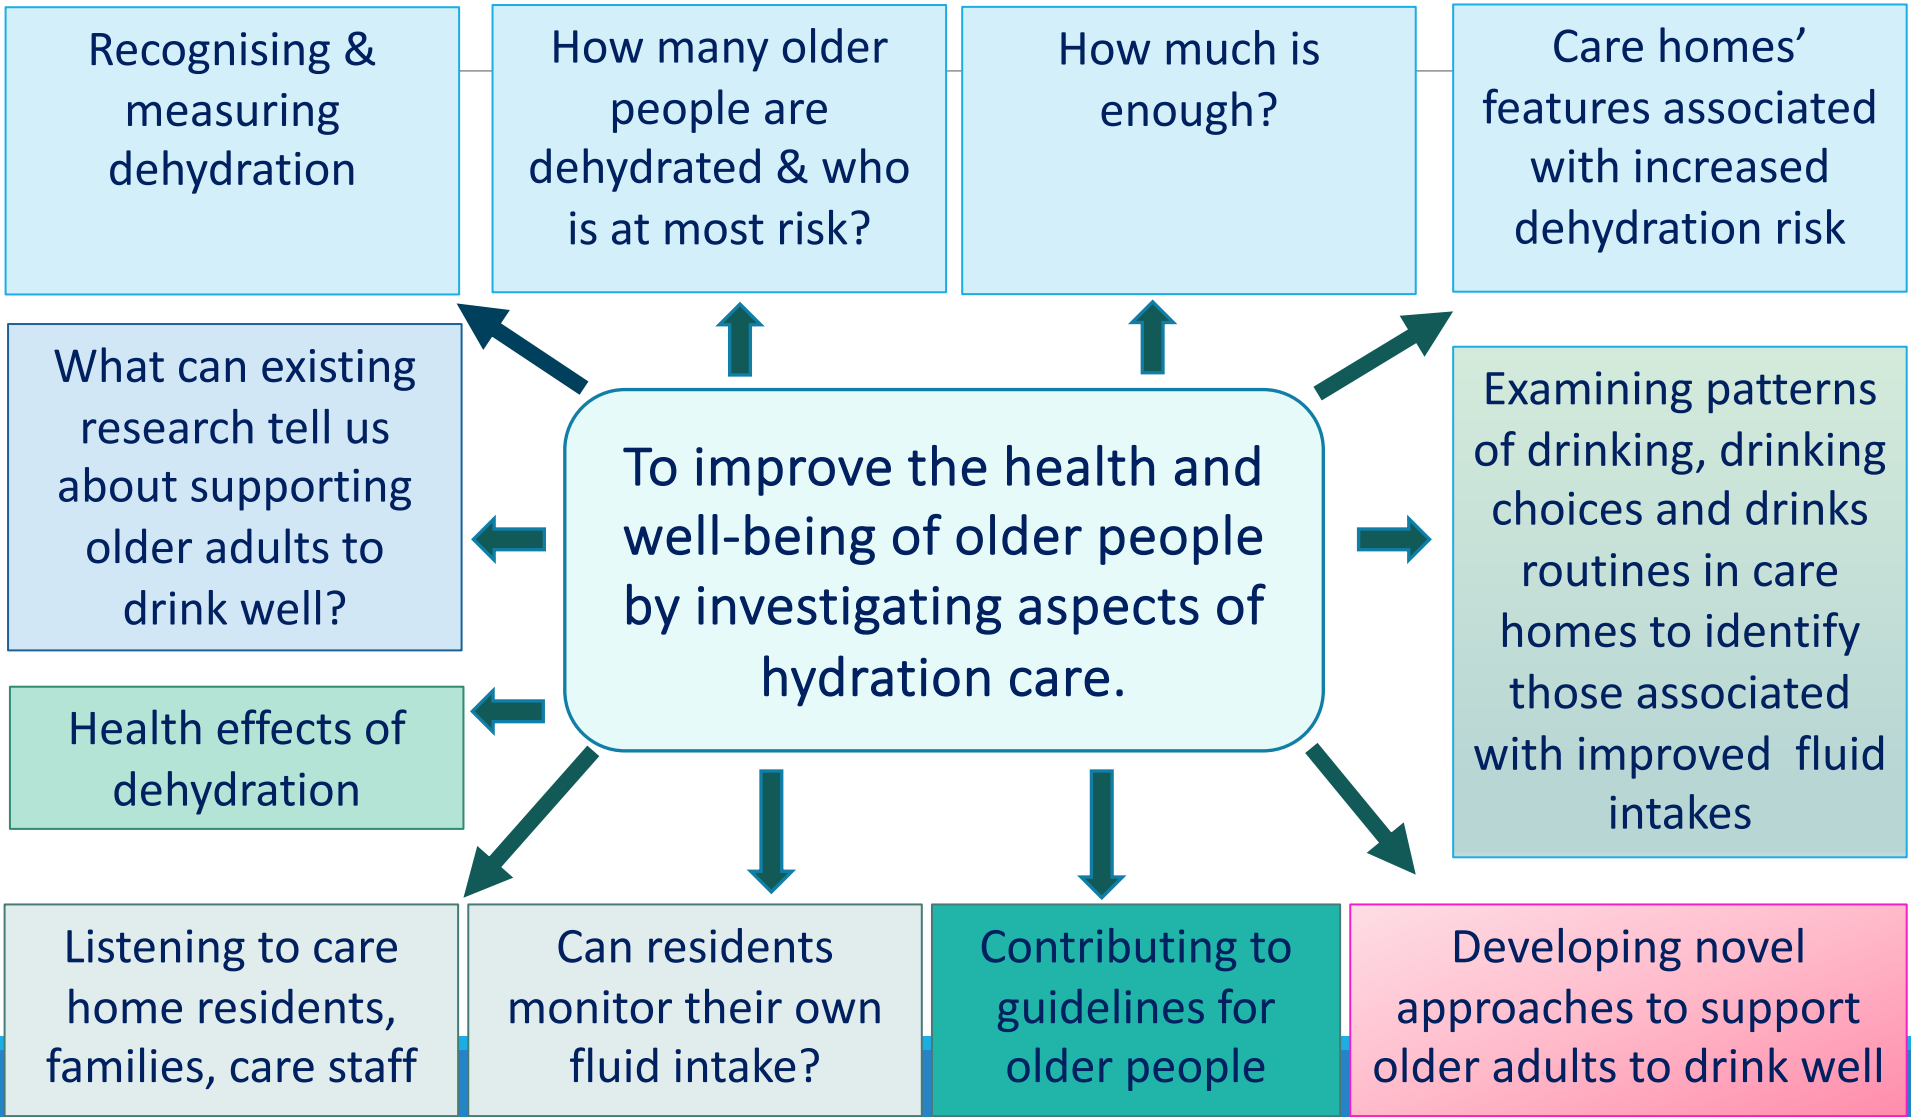 Recognising &
measuring
dehydration
How many older
people are
dehydrated & who
is at most risk?
How much is
enough?
Care homes’
features associated
with increased
dehydration risk
What can existing
research tell us
about supporting
older adults to
drink well?
To improve the health and
well-being of older people
by investigating aspects of
hydration care.
Examining patterns
of drinking, drinking
choices and drinks
routines in care
homes to identify
those associated
with improved  fluid
intakes
Health effects of
dehydration
Listening to care
home residents,
families, care staff
Can residents
monitor their own
fluid intake?
Contributing to
guidelines for
older people
Developing novel
approaches to support
older adults to drink well